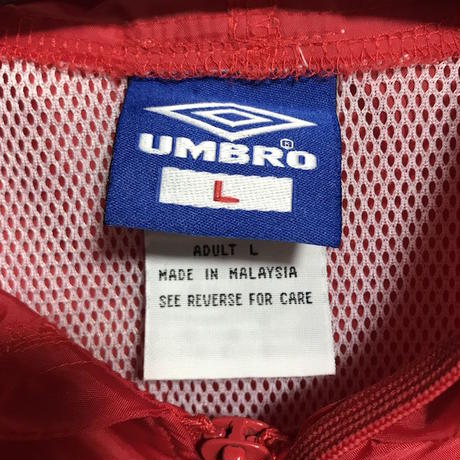 UMBRO®
L
ADULT L
MADE IN MALAYSIA
SEE REVERSE FOR CARE